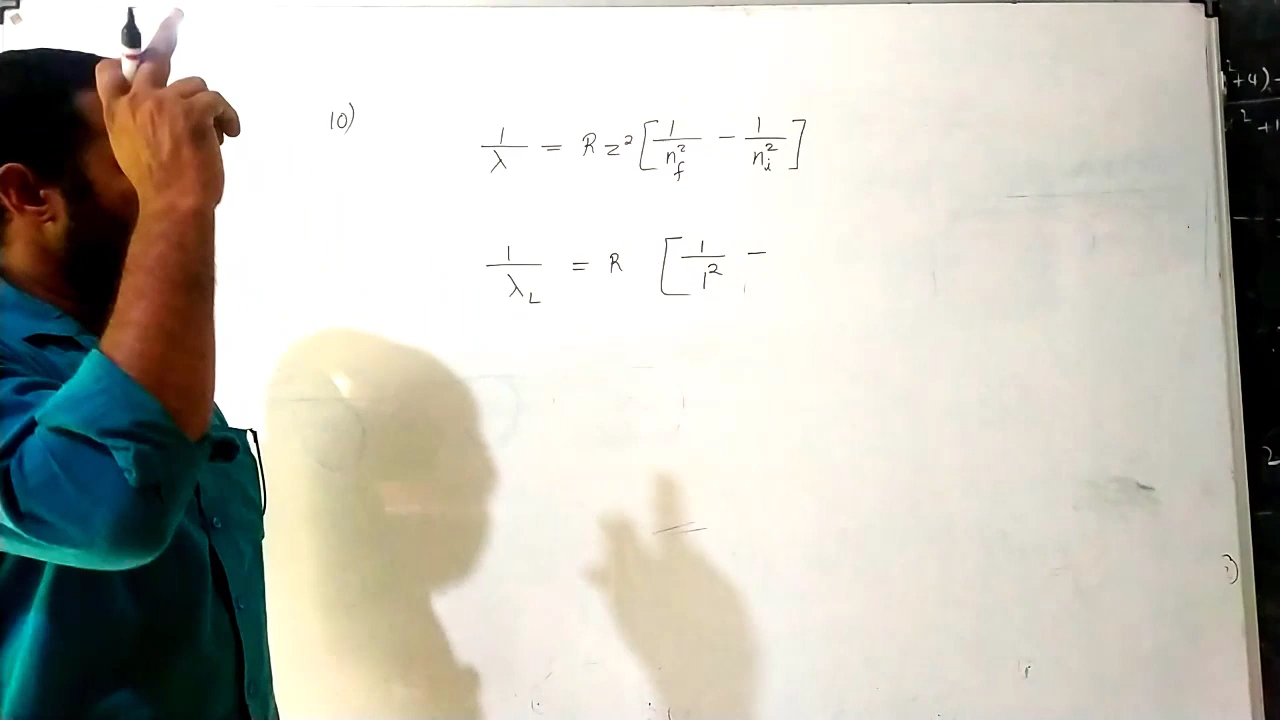 10)
1/λ = R z² [1/n_f² − 1/n_i²]
1/λ_L = R [1/1² −